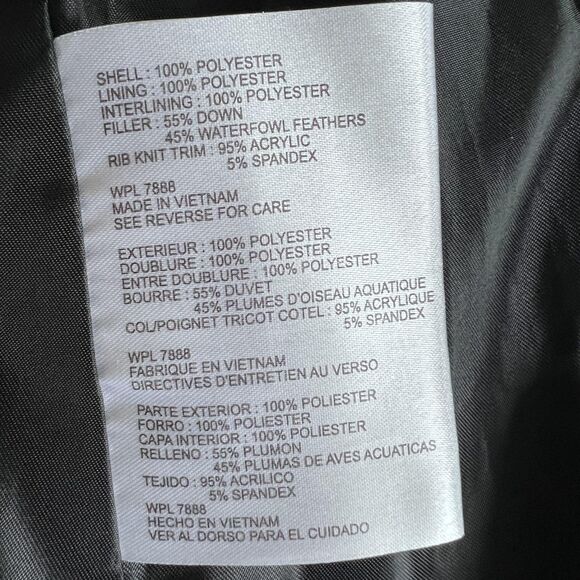 SHELL : 100% POLYESTER
LINING : 100% POLYESTER
INTERLINING : 100% POLYESTER
FILLER : 55% DOWN
45% WATERFOWL FEATHERS
RIB KNIT TRIM : 95% ACRYLIC
5% SPANDEX
WPL 7888
MADE IN VIETNAM
SEE REVERSE FOR CARE
EXTERIEUR : 100% POLYESTER
DOUBLURE : 100% POLYESTER
ENTRE DOUBLURE : 100% POLYESTER
BOURRE : 55% DUVET
45% PLUMES D'OISEAU AQUATIQUE
COL/POIGNET TRICOT COTEL : 95% ACRYLIQUE
5% SPANDEX
WPL 7888
FABRIQUE EN VIETNAM
DIRECTIVES D'ENTRETIEN AU VERSO
PARTE EXTERIOR : 100% POLIESTER
FORRO : 100% POLIESTER
CAPA INTERIOR : 100% POLIESTER
RELLENO : 55% PLUMON
45% PLUMAS DE AVES ACUATICAS
TEJIDO : 95% ACRILICO
5% SPANDEX
WPL 7888
HECHO EN VIETNAM
VER AL DORSO PARA EL CUIDADO